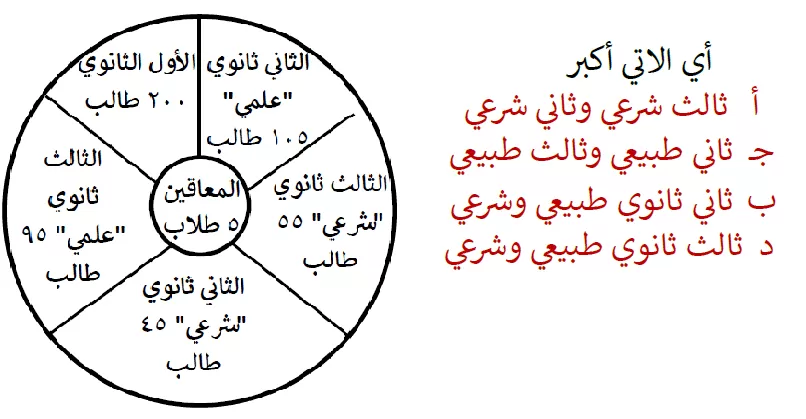 أي الاتي أكبر
أ ثالث شرعي وثاني شرعي
جـ ثاني طبيعي وثالث طبيعي
ب ثاني ثانوي طبيعي وشرعي
د ثالث ثانوي طبيعي وشرعي
الثاني ثانوي
"علمي"
١٠٥ طالب
الأول الثانوي
٢٠٠ طالب
الثالث ثانوي
"شرعي" ٥٥
طالب
المعاقين
٥ طلاب
الثالث
ثانوي
"علمي" ٩٥
طالب
الثاني ثانوي
"شرعي" ٤٥
طالب